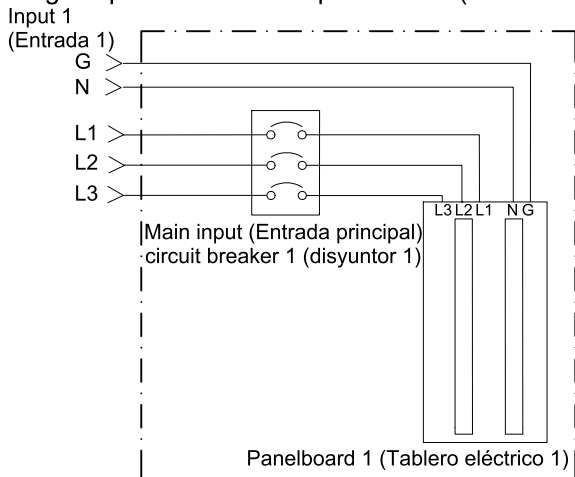 Input 1
(Entrada 1)
G
N
L1
L2
L3
L3 L2 L1 N G
Main input (Entrada principal)
circuit breaker 1 (disyuntor 1)
Panelboard 1 (Tablero eléctrico 1)